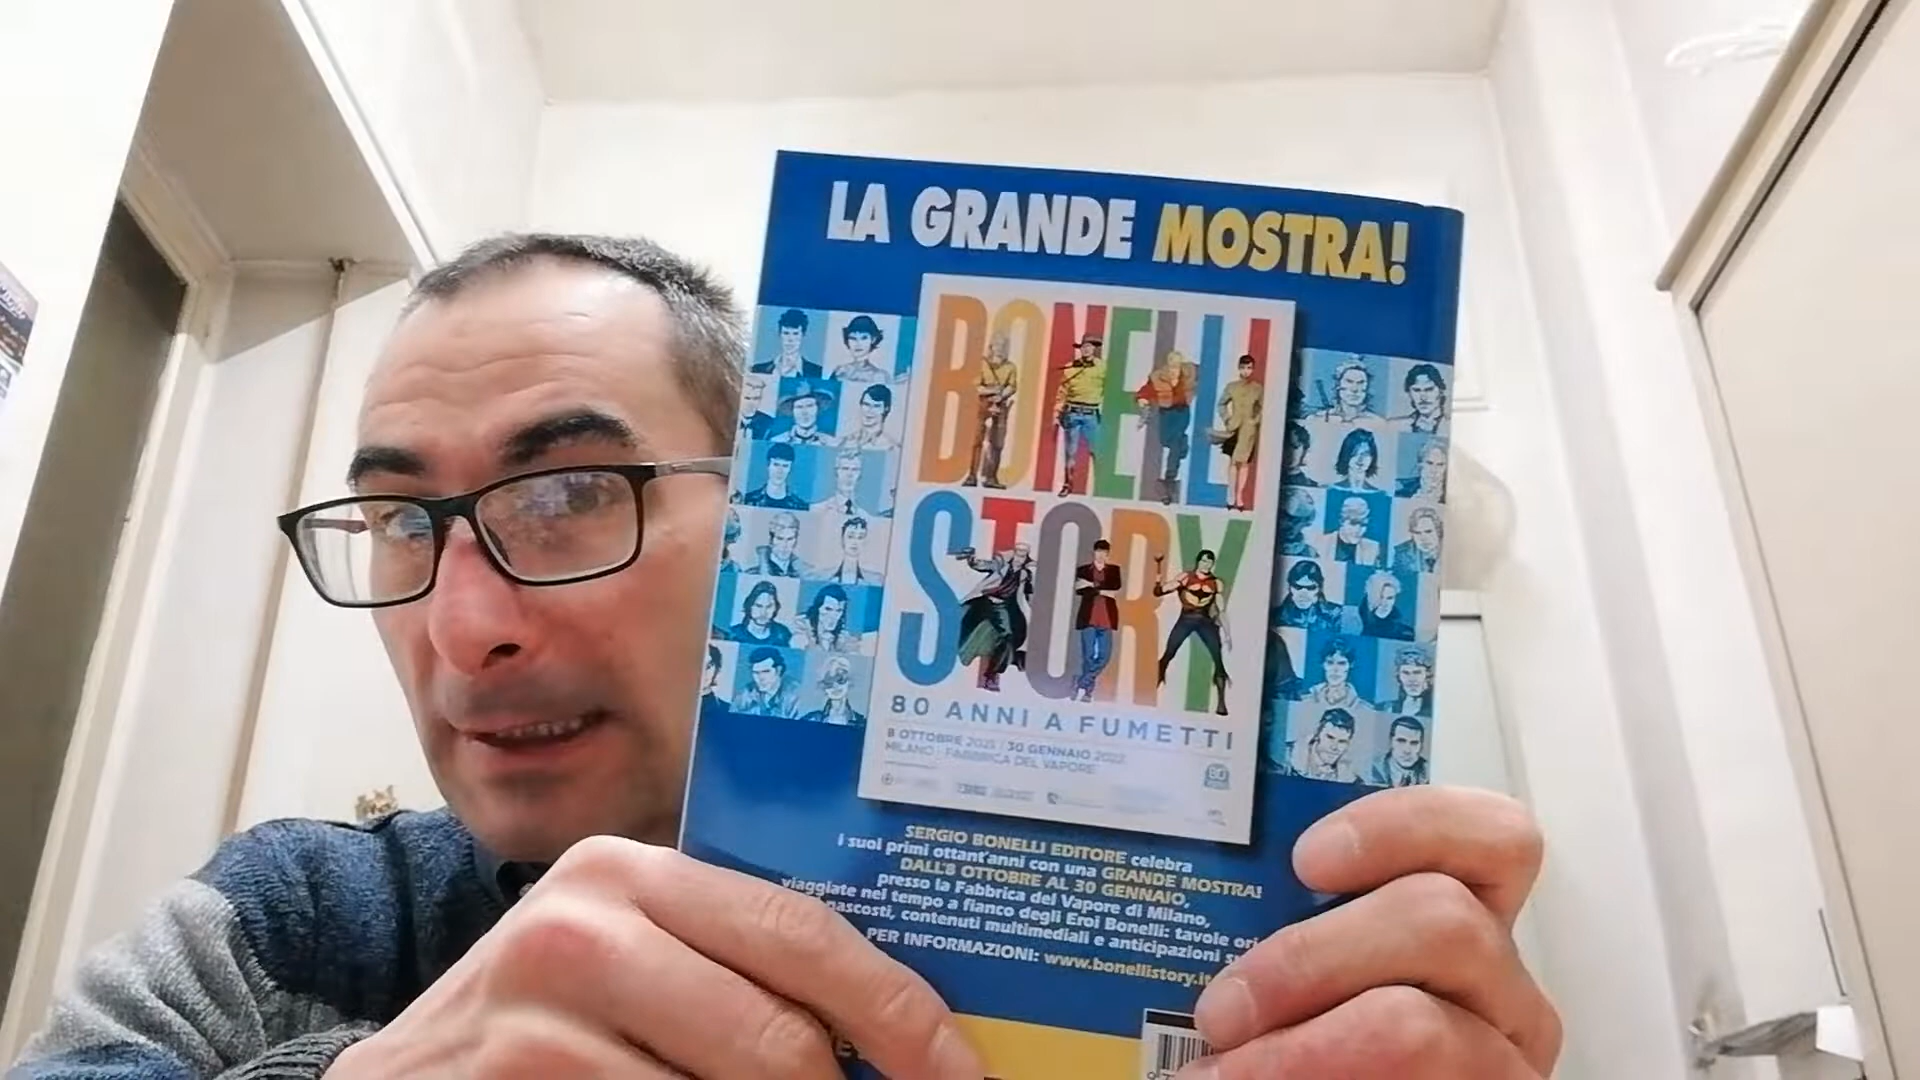 LA GRANDE MOSTRA!
BONELLI
STORY
80 ANNI A FUMETTI
8 OTTOBRE 2021 / 30 GENNAIO 2022
MILANO - FABBRICA DEL VAPORE
SERGIO BONELLI EDITORE celebra
i suoi primi ottant'anni con una GRANDE MOSTRA!
DALL'8 OTTOBRE AL 30 GENNAIO,
presso la Fabbrica del Vapore di Milano,
viaggiate nel tempo a fianco degli Eroi Bonelli: tavole ori
nascosti, contenuti multimediali e anticipazioni s
PER INFORMAZIONI: www.bonellistory.it